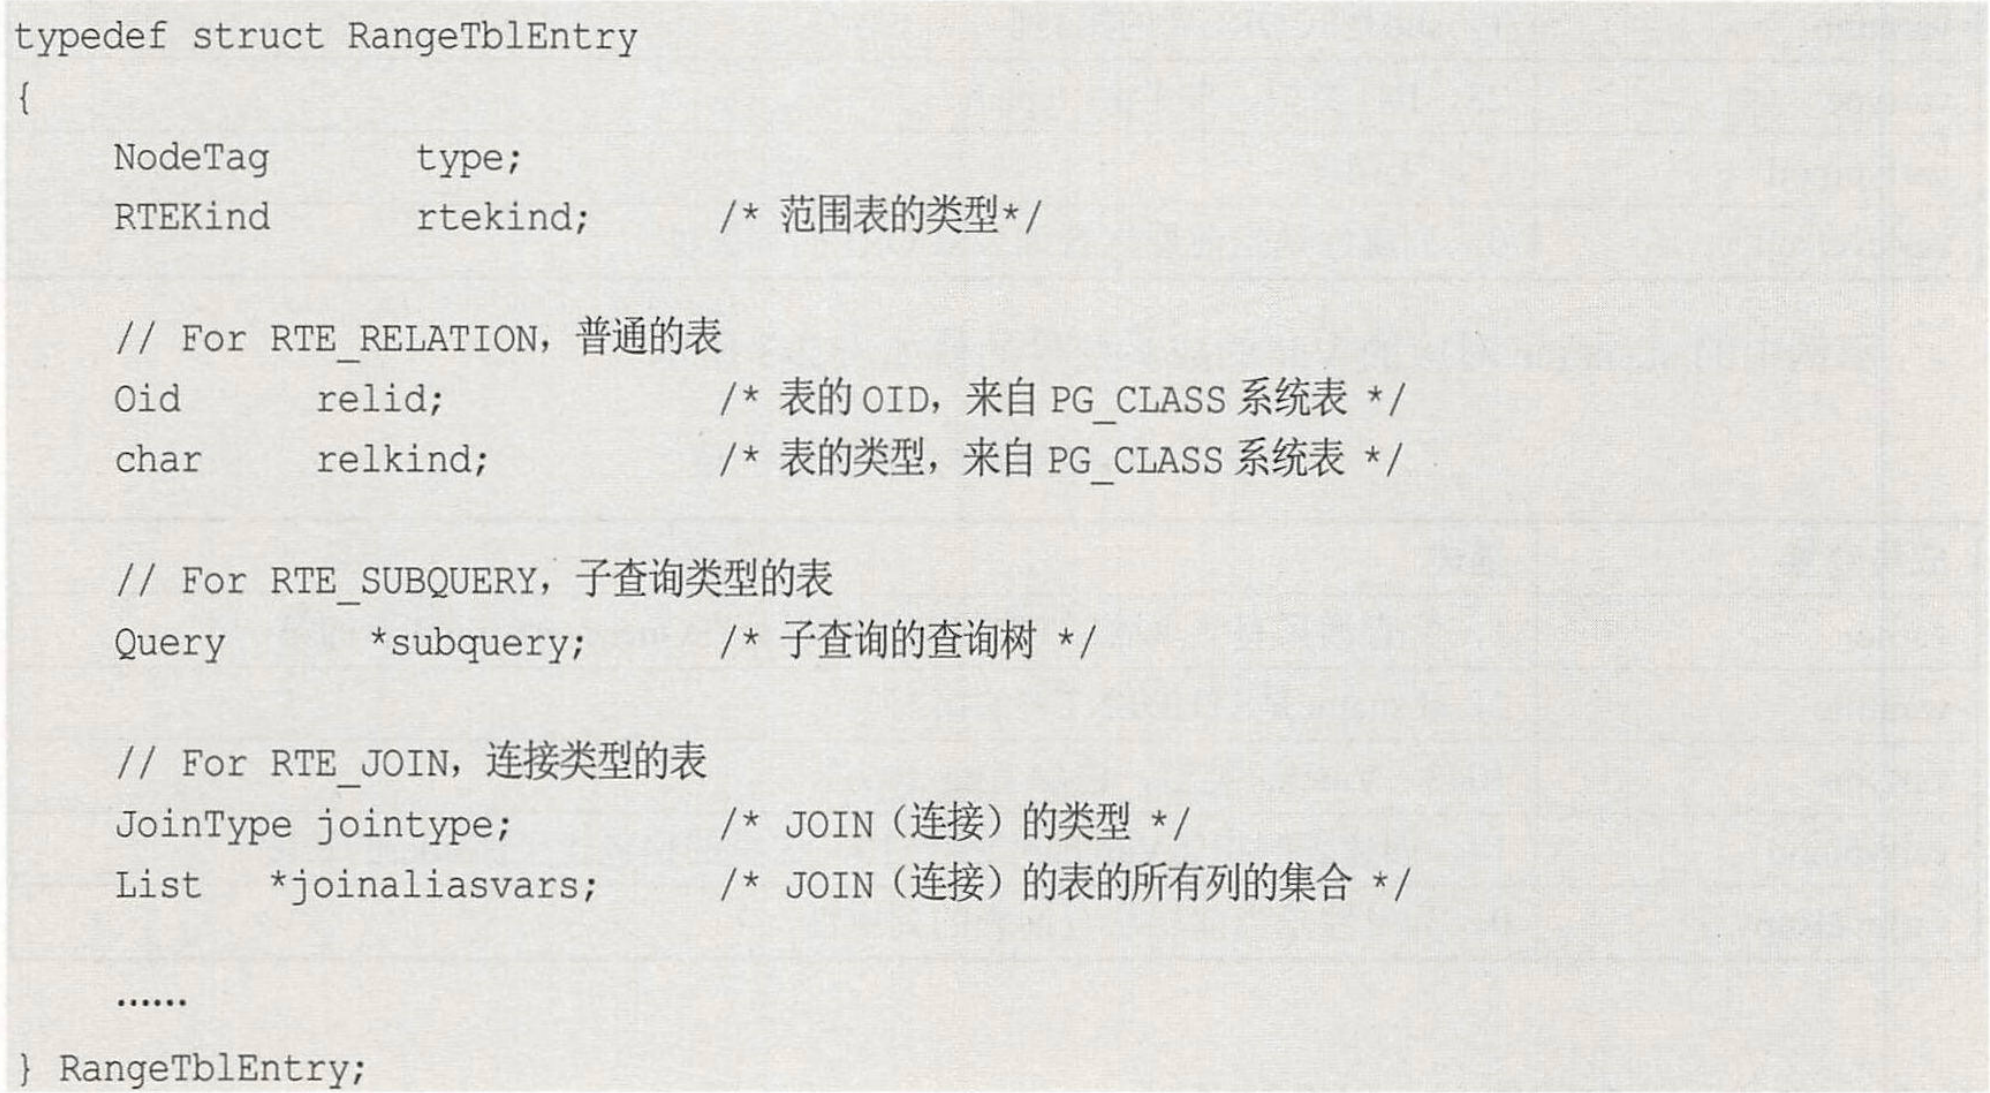 typedef struct RangeTblEntry
{
    NodeTag        type;
    RTEKind        rtekind;        /* 范围表的类型*/
    // For RTE_RELATION，普通的表
    Oid        relid;        /* 表的 OID，来自 PG_CLASS 系统表 */
    char       relkind;        /* 表的类型，来自 PG_CLASS 系统表 */
    // For RTE_SUBQUERY，子查询类型的表
    Query        *subquery;        /* 子查询的查询树 */
    // For RTE_JOIN，连接类型的表
    JoinType jointype;        /* JOIN（连接）的类型 */
    List    *joinaliasvars;        /* JOIN（连接）的表的所有列的集合 */
    ……
} RangeTblEntry;